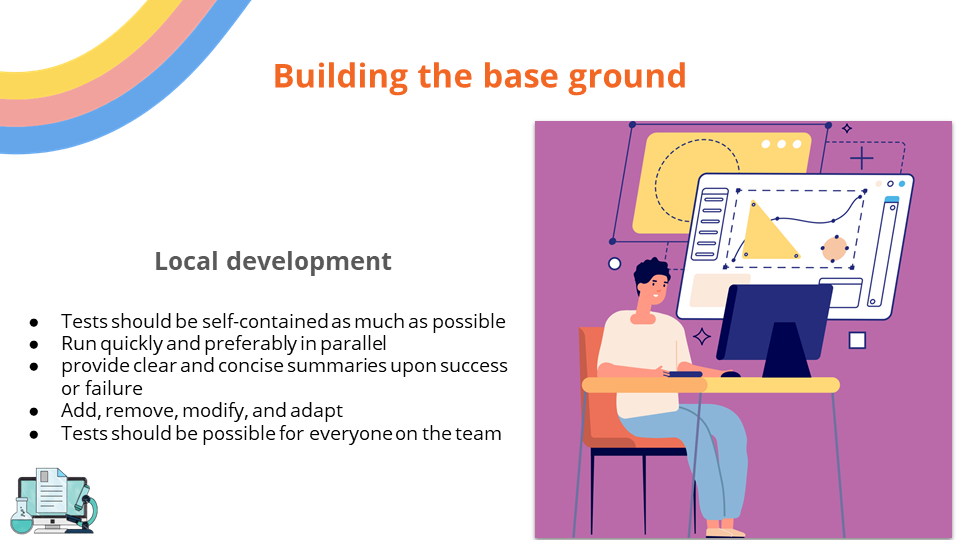 Building the base ground
Local development
● Tests should be self-contained as much as possible
● Run quickly and preferably in parallel
● provide clear and concise summaries upon success
or failure
● Add, remove, modify, and adapt
● Tests should be possible for everyone on the team